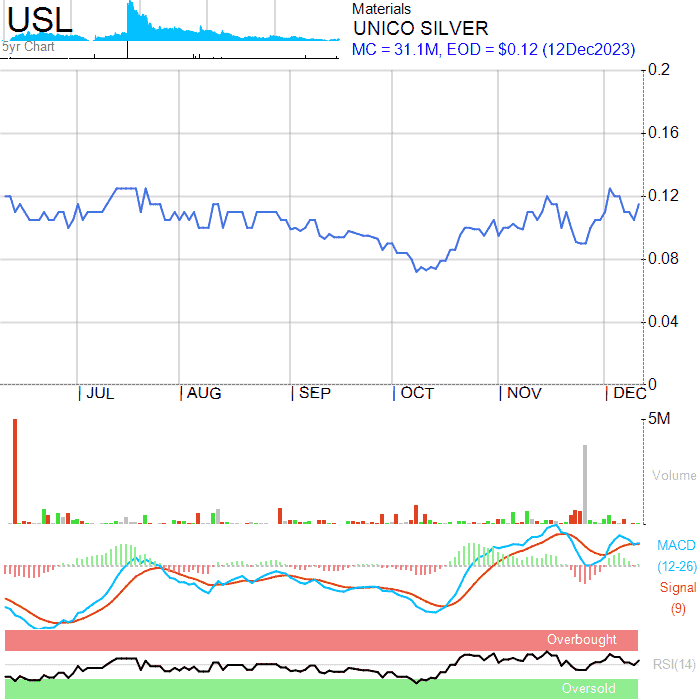 USL
5yr Chart
Materials
UNICO SILVER
MC = 31.1M, EOD = $0.12 (12Dec2023)
0.2
0.16
0.12
0.08
0.04
0
JUL AUG SEP OCT NOV DEC
5M
Volume
MACD
(12-26)
Signal
(9)
Overbought
RSI(14)
Oversold